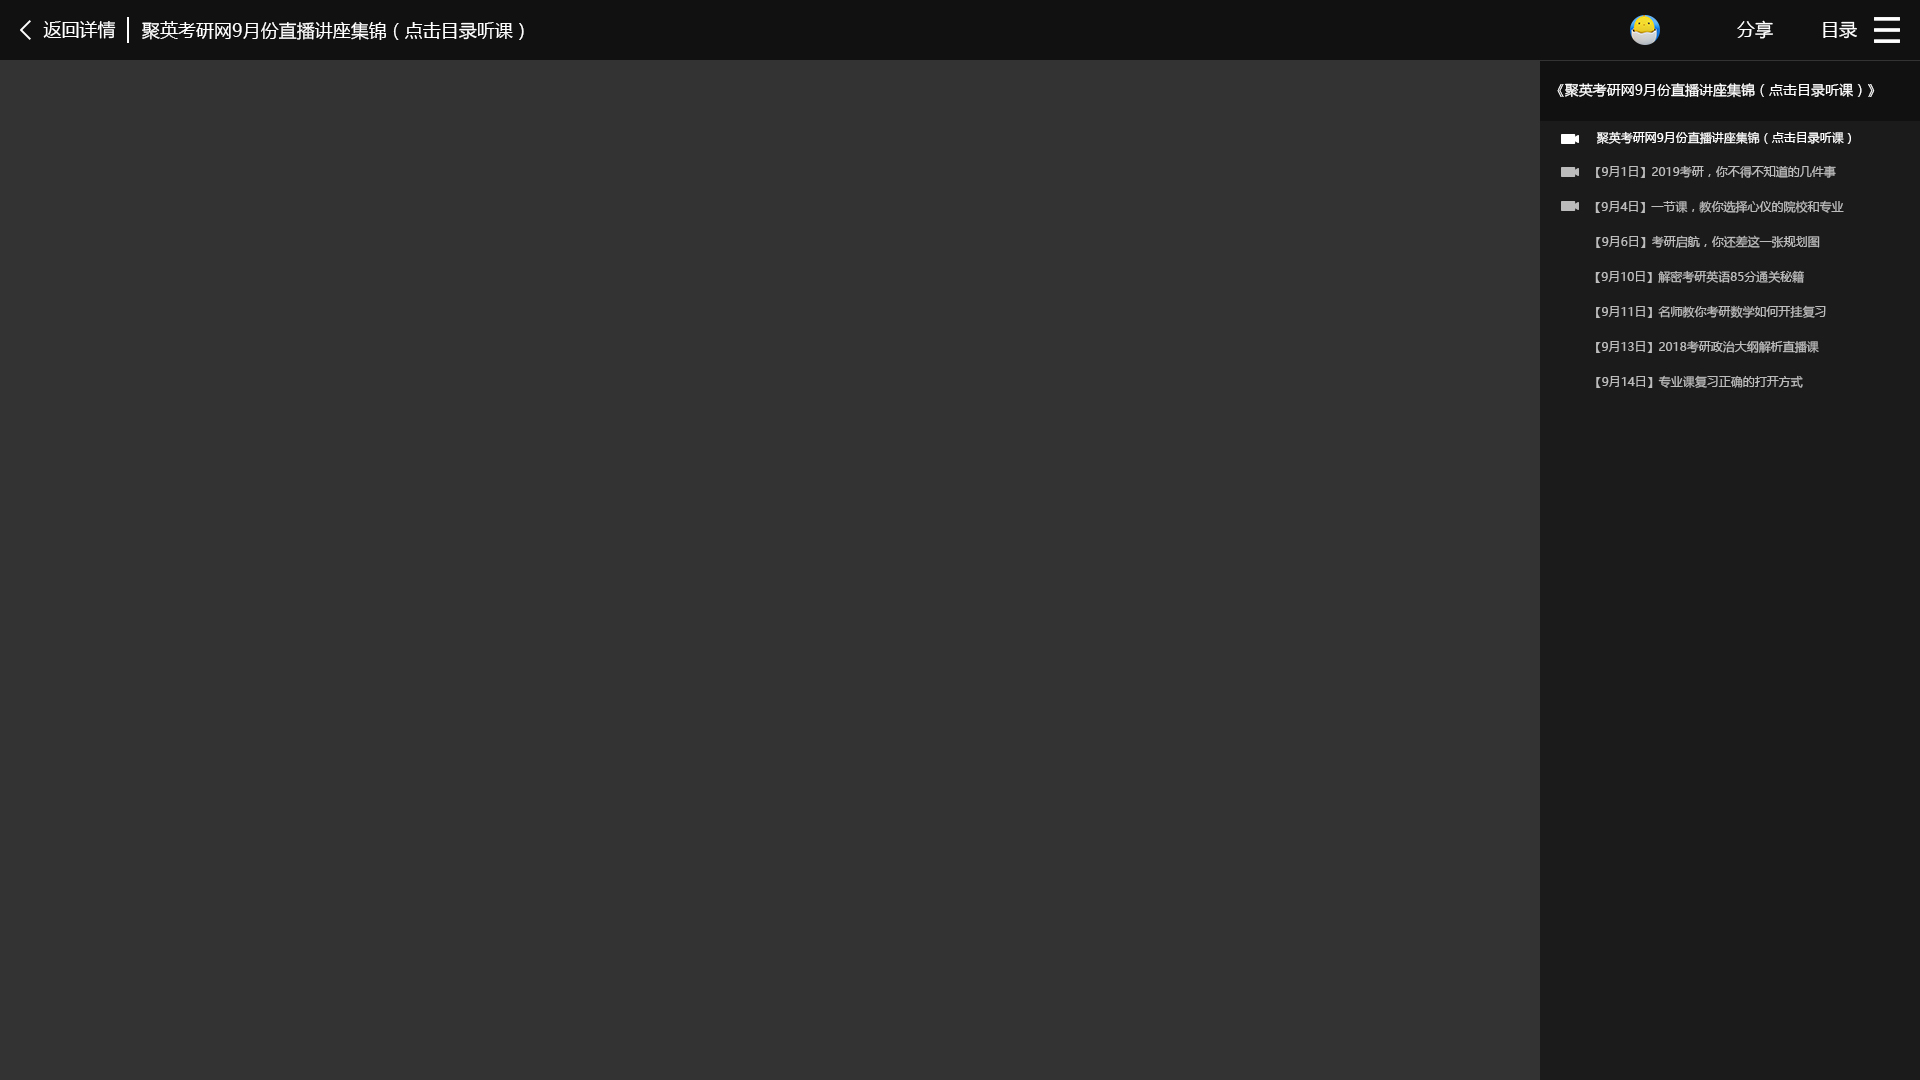 返回详情
聚英考研网9月份直播讲座集锦（点击目录听课）
分享
目录
《聚英考研网9月份直播讲座集锦（点击目录听课）》
聚英考研网9月份直播讲座集锦（点击目录听课）
【9月1日】2019考研，你不得不知道的几件事
【9月4日】一节课，教你选择心仪的院校和专业
【9月6日】考研启航，你还差这一张规划图
【9月10日】解密考研英语85分通关秘籍
【9月11日】名师教你考研数学如何开挂复习
【9月13日】2018考研政治大纲解析直播课
【9月14日】专业课复习正确的打开方式